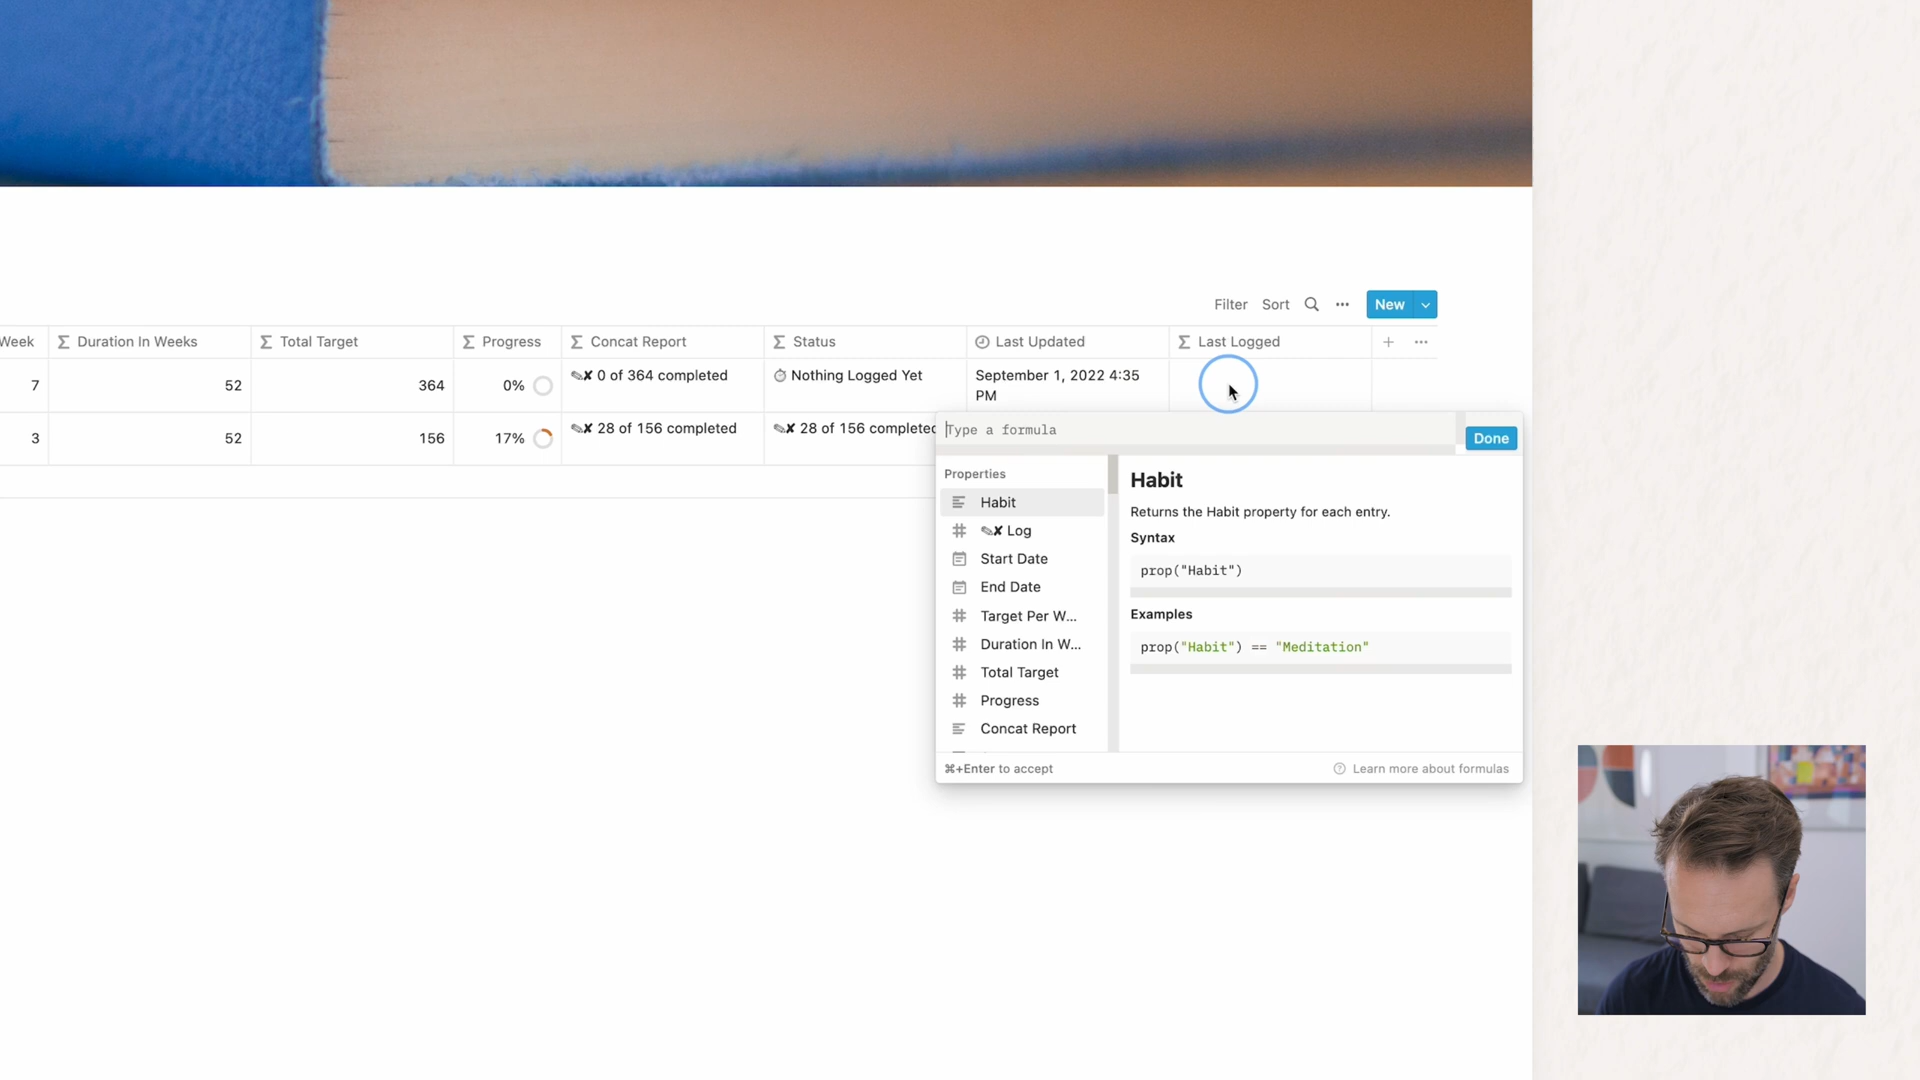 Filter Sort New
Week Duration In Weeks Total Target Progress Concat Report Status Last Updated Last Logged
7 52 364 0% ✎✘ 0 of 364 completed ⏱ Nothing Logged Yet September 1, 2022 4:35
PM
3 52 156 17% ✎✘ 28 of 156 completed ✎✘ 28 of 156 completed
Type a formula
Done
Properties
Habit
✎✘ Log
Start Date
End Date
Target Per W...
Duration In W...
Total Target
Progress
Concat Report
Habit
Returns the Habit property for each entry.
Syntax
prop("Habit")
Examples
prop("Habit") == "Meditation"
⌘+Enter to accept
Learn more about formulas